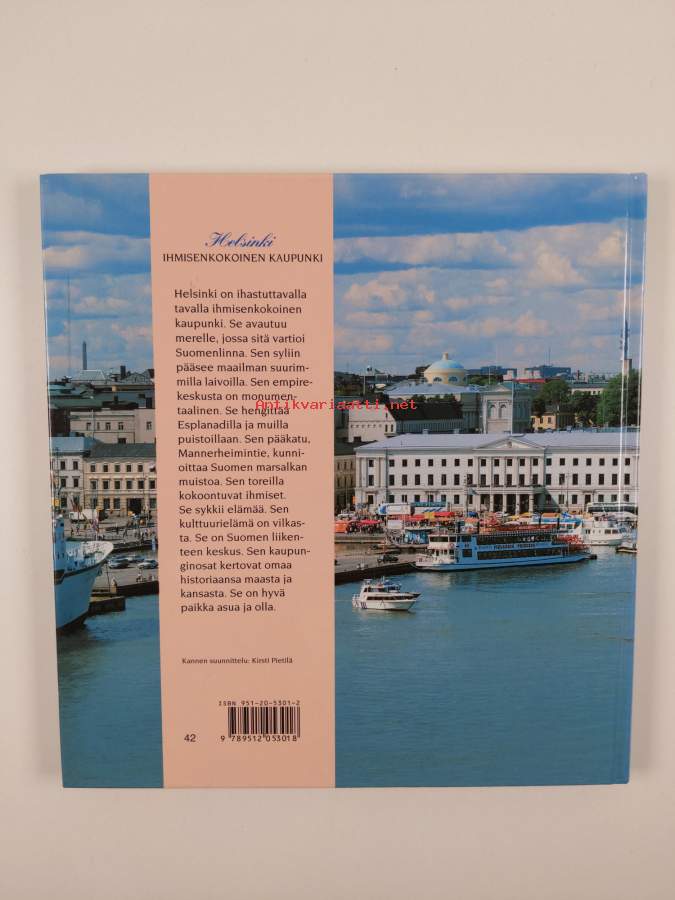 Helsinki
IHMISENKOKOINEN KAUPUNKI
Helsinki on ihastuttavalla
tavalla ihmisenkokoinen
kaupunki. Se avautuu
merelle, jossa sitä vartioi
Suomenlinna. Sen syliin
pääsee maailman suurim-
milla laivoilla. Sen empire-
keskusta on monumen-
taalinen. Se hengittää
Antikvariaatti.net
Esplanadilla ja muilla
puistoillaan. Sen pääkatu,
Mannerheimintie, kunni-
oittaa Suomen marsalkan
muistoa. Sen toreilla
kokoontuvat ihmiset.
Se sykkii elämää. Sen
kulttuurielämä on vilkas-
ta. Se on Suomen liiken-
teen keskus. Sen kaupun-
ginosat kertovat omaa
historiaansa maasta ja
kansasta. Se on hyvä
paikka asua ja olla.
Kannen suunnittelu: Kirsti Pietilä
ISBN 951-20-5301-2
42
9 789512 053018